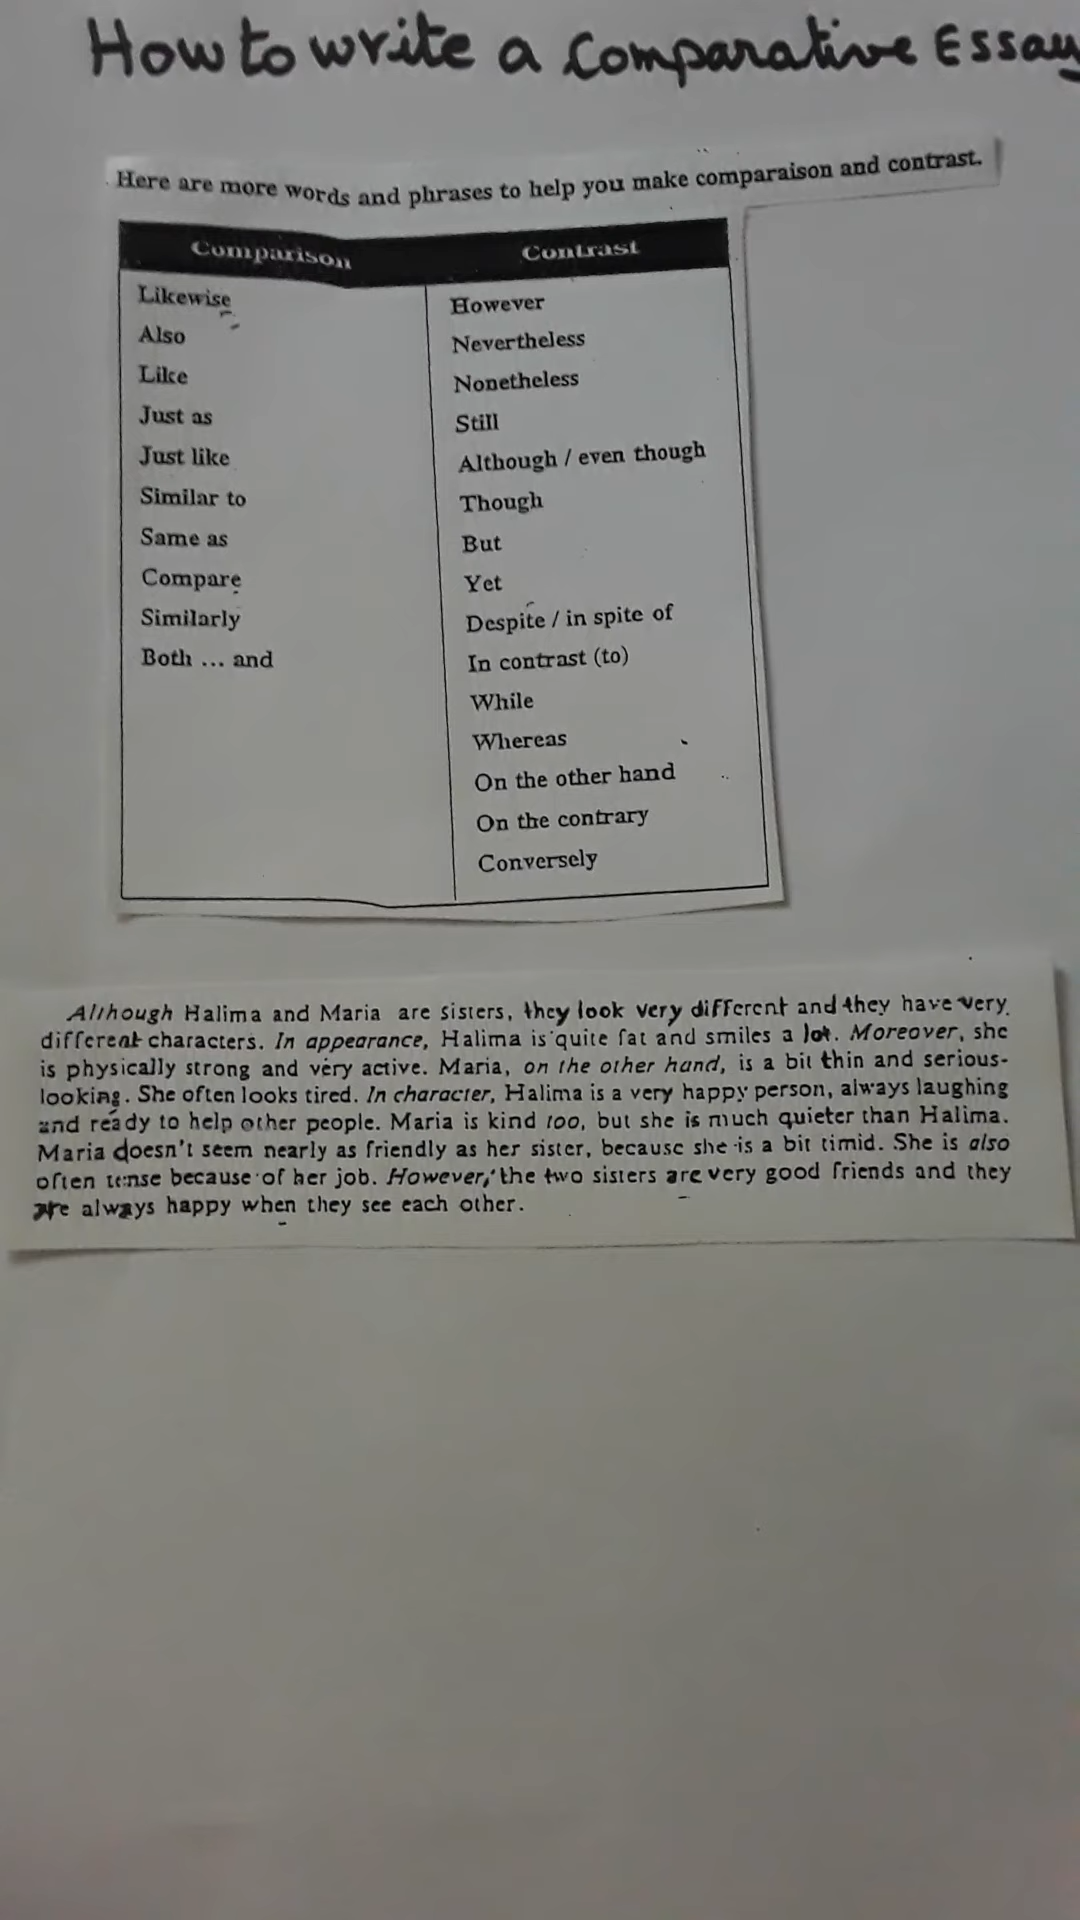 How to write a Comparative Essay
Here are more words and phrases to help you make comparaison and contrast.
Comparison
Contrast
Likewise
Also
Like
Just as
Just like
Similar to
Same as
Compare
Similarly
Both ... and
However
Nevertheless
Nonetheless
Still
Although / even though
Though
But
Yet
Despite / in spite of
In contrast (to)
While
Whereas
On the other hand
On the contrary
Conversely
Although Halima and Maria are sisters, they look very different and they have very
different characters. In appearance, Halima is quite fat and smiles a lot. Moreover, she
is physically strong and very active. Maria, on the other hand, is a bit thin and serious-
looking. She often looks tired. In character, Halima is a very happy person, always laughing
and ready to help other people. Maria is kind too, but she is much quieter than Halima.
Maria doesn't seem nearly as friendly as her sister, because she is a bit timid. She is also
often tense because of her job. However, the two sisters are very good friends and they
are always happy when they see each other.